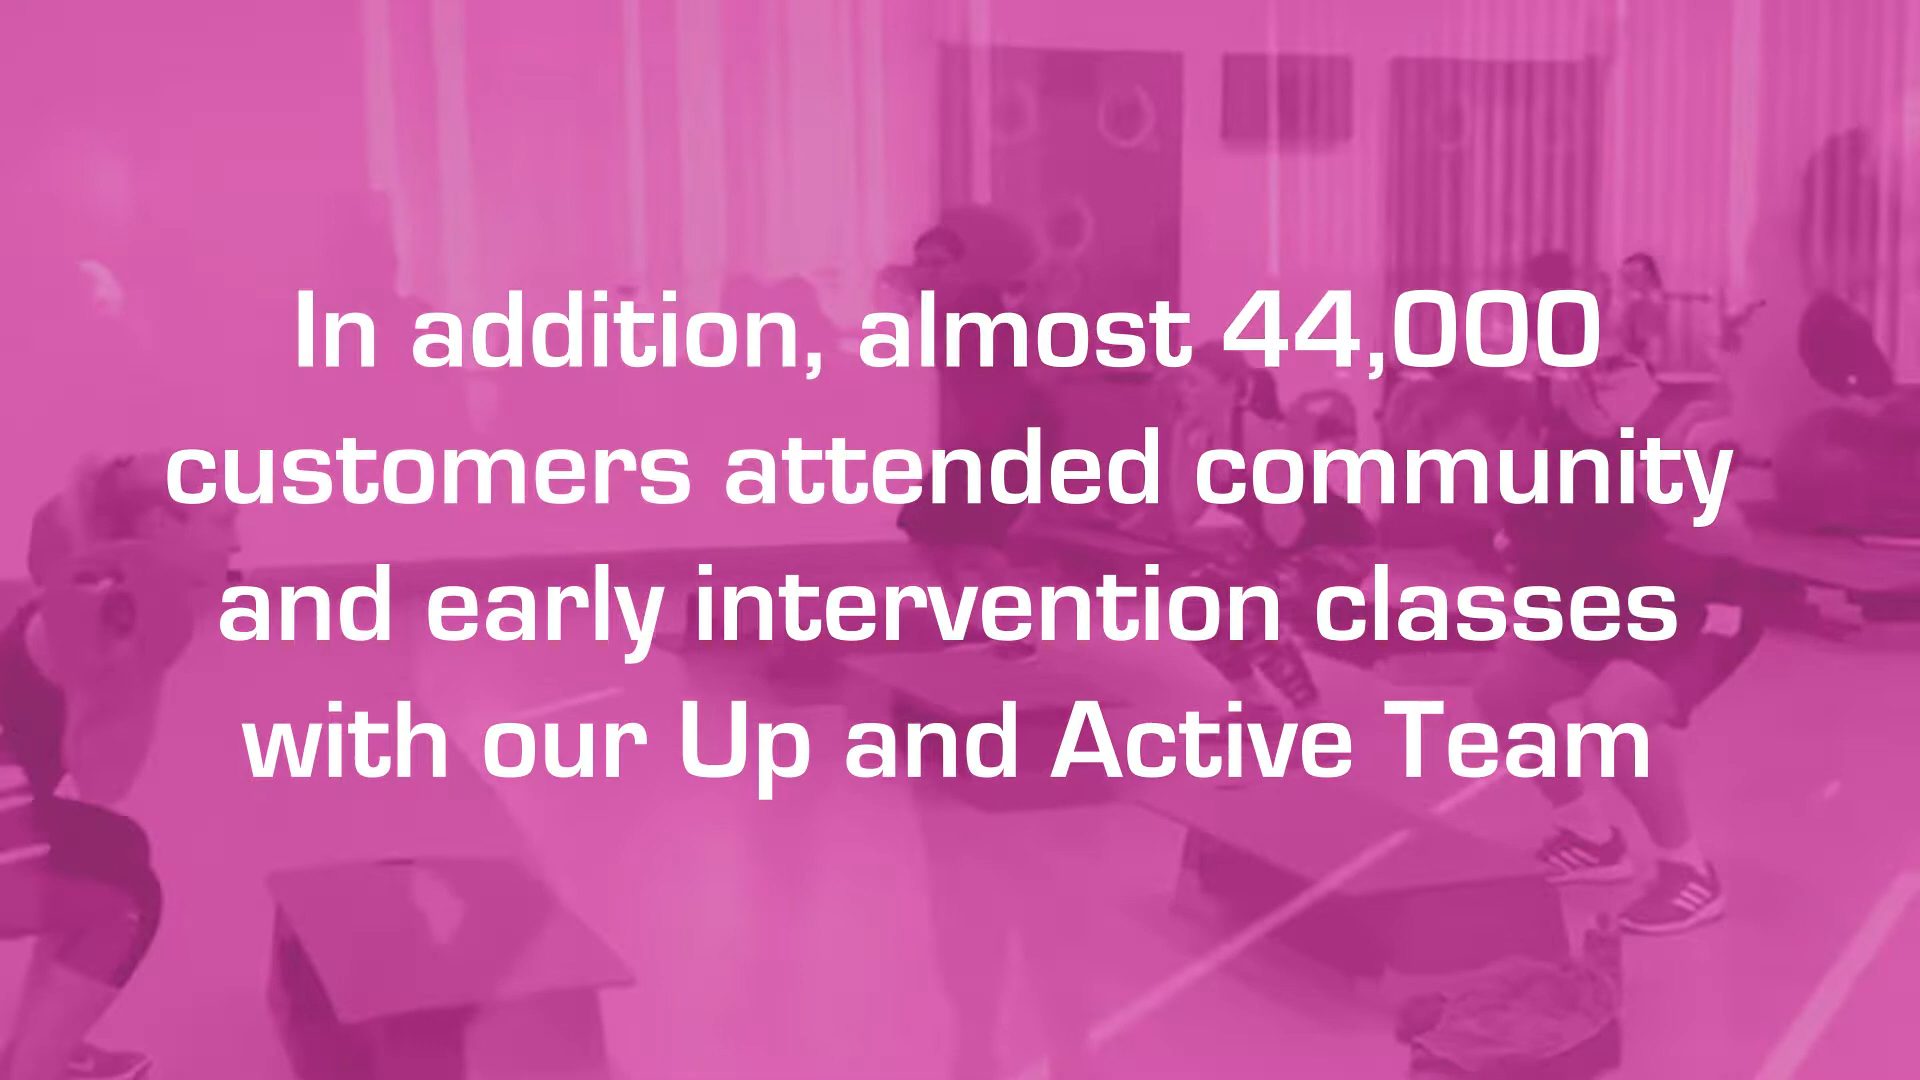 In addition, almost 44,000
customers attended community
and early intervention classes
with our Up and Active Team